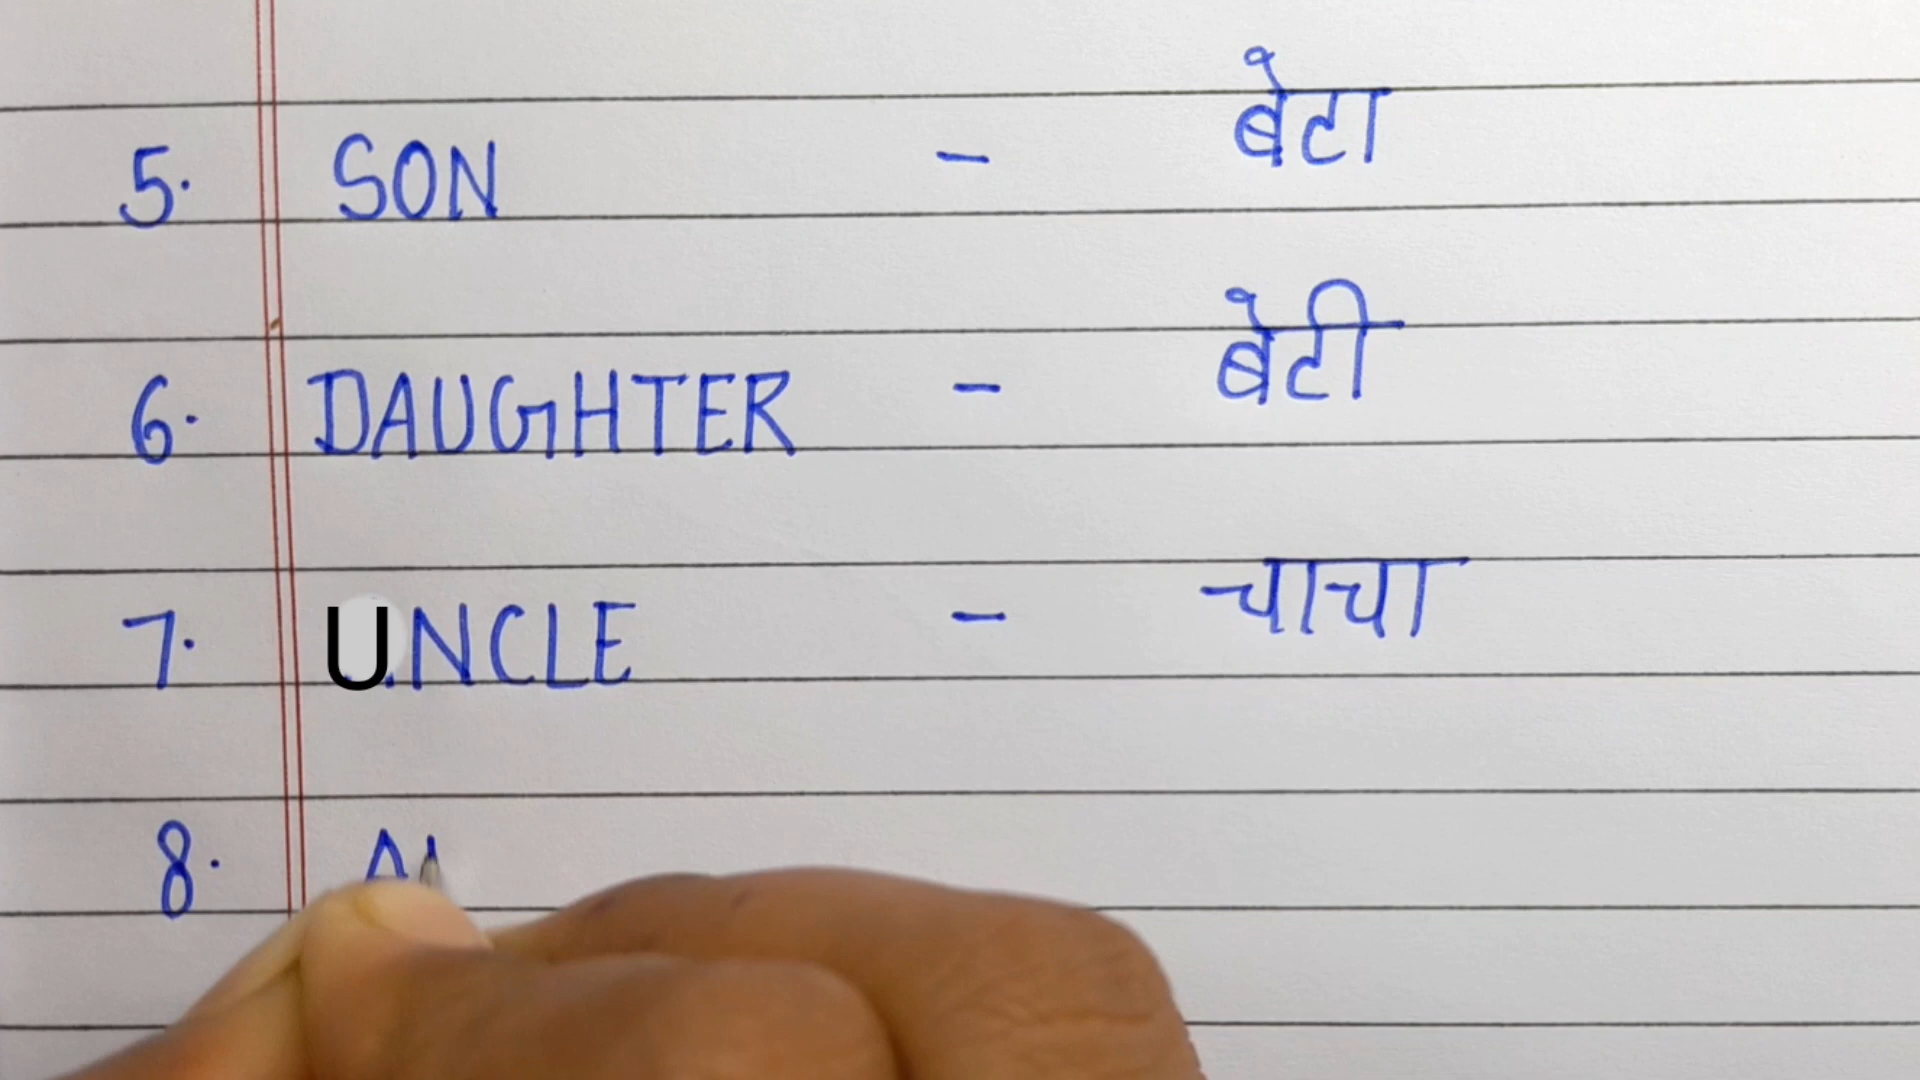 5. SON - बेटा
6. DAUGHTER - बेटी
7. UNCLE - चाचा
8.